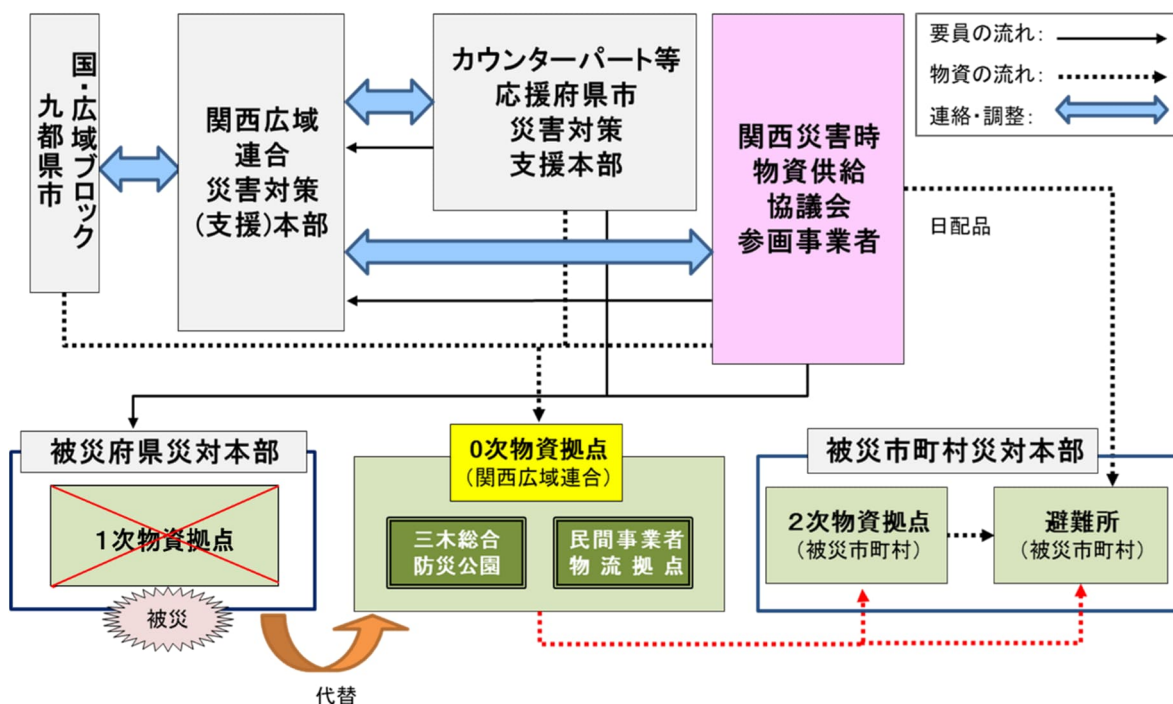 国・広域ブロック
九都県市
関西広域
連合
災害対策
(支援)本部
カウンターパート等
応援府県市
災害対策
支援本部
関西災害時
物資供給
協議会
参画事業者
要員の流れ：
物資の流れ：
連絡・調整：
日配品
被災府県災対本部
1次物資拠点
被災
代替
0次物資拠点
(関西広域連合)
三木総合
防災公園
民間事業者
物流拠点
被災市町村災対本部
2次物資拠点
(被災市町村)
避難所
(被災市町村)